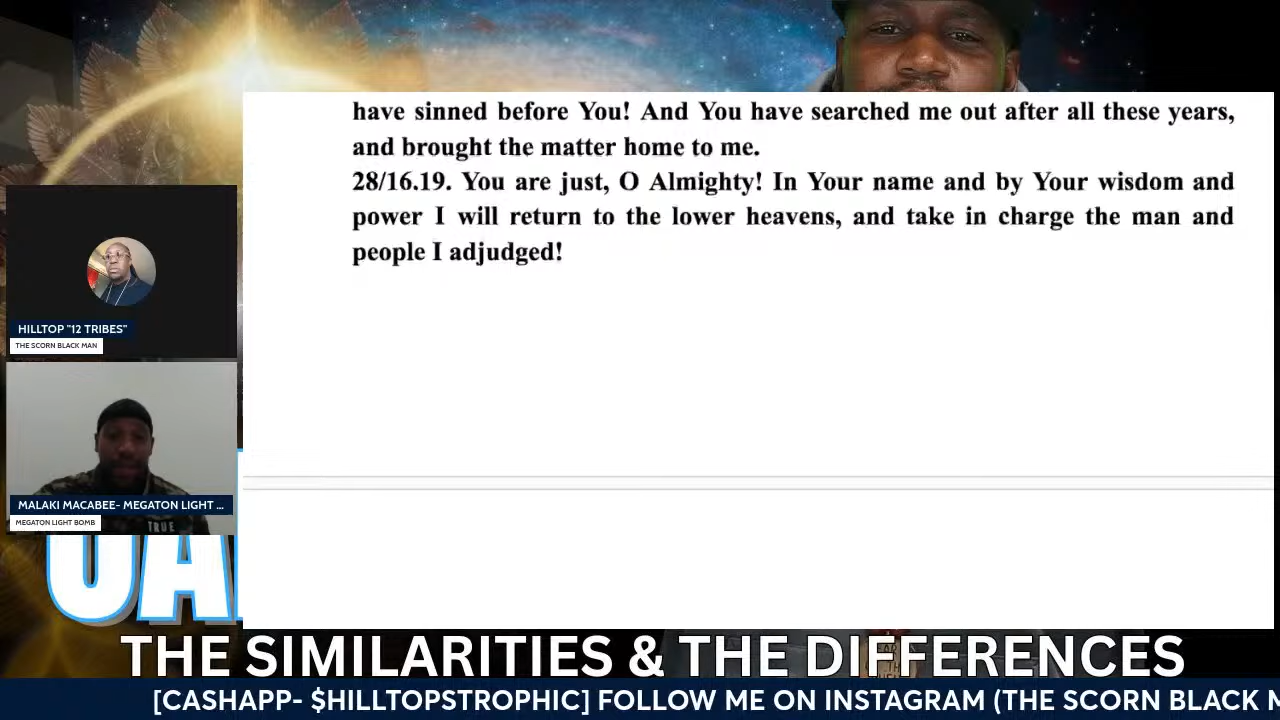 have sinned before You! And You have searched me out after all these years,
and brought the matter home to me.
28/16.19. You are just, O Almighty! In Your name and by Your wisdom and
power I will return to the lower heavens, and take in charge the man and
people I adjudged!
HILLTOP "12 TRIBES"
THE SCORN BLACK MAN
MALAKI MACABEE- MEGATON LIGHT ...
MEGATON LIGHT BOMB
TRUE
THE SIMILARITIES & THE DIFFERENCES
[CASHAPP- $HILLTOPSTROPHIC] FOLLOW ME ON INSTAGRAM (THE SCORN BLACK